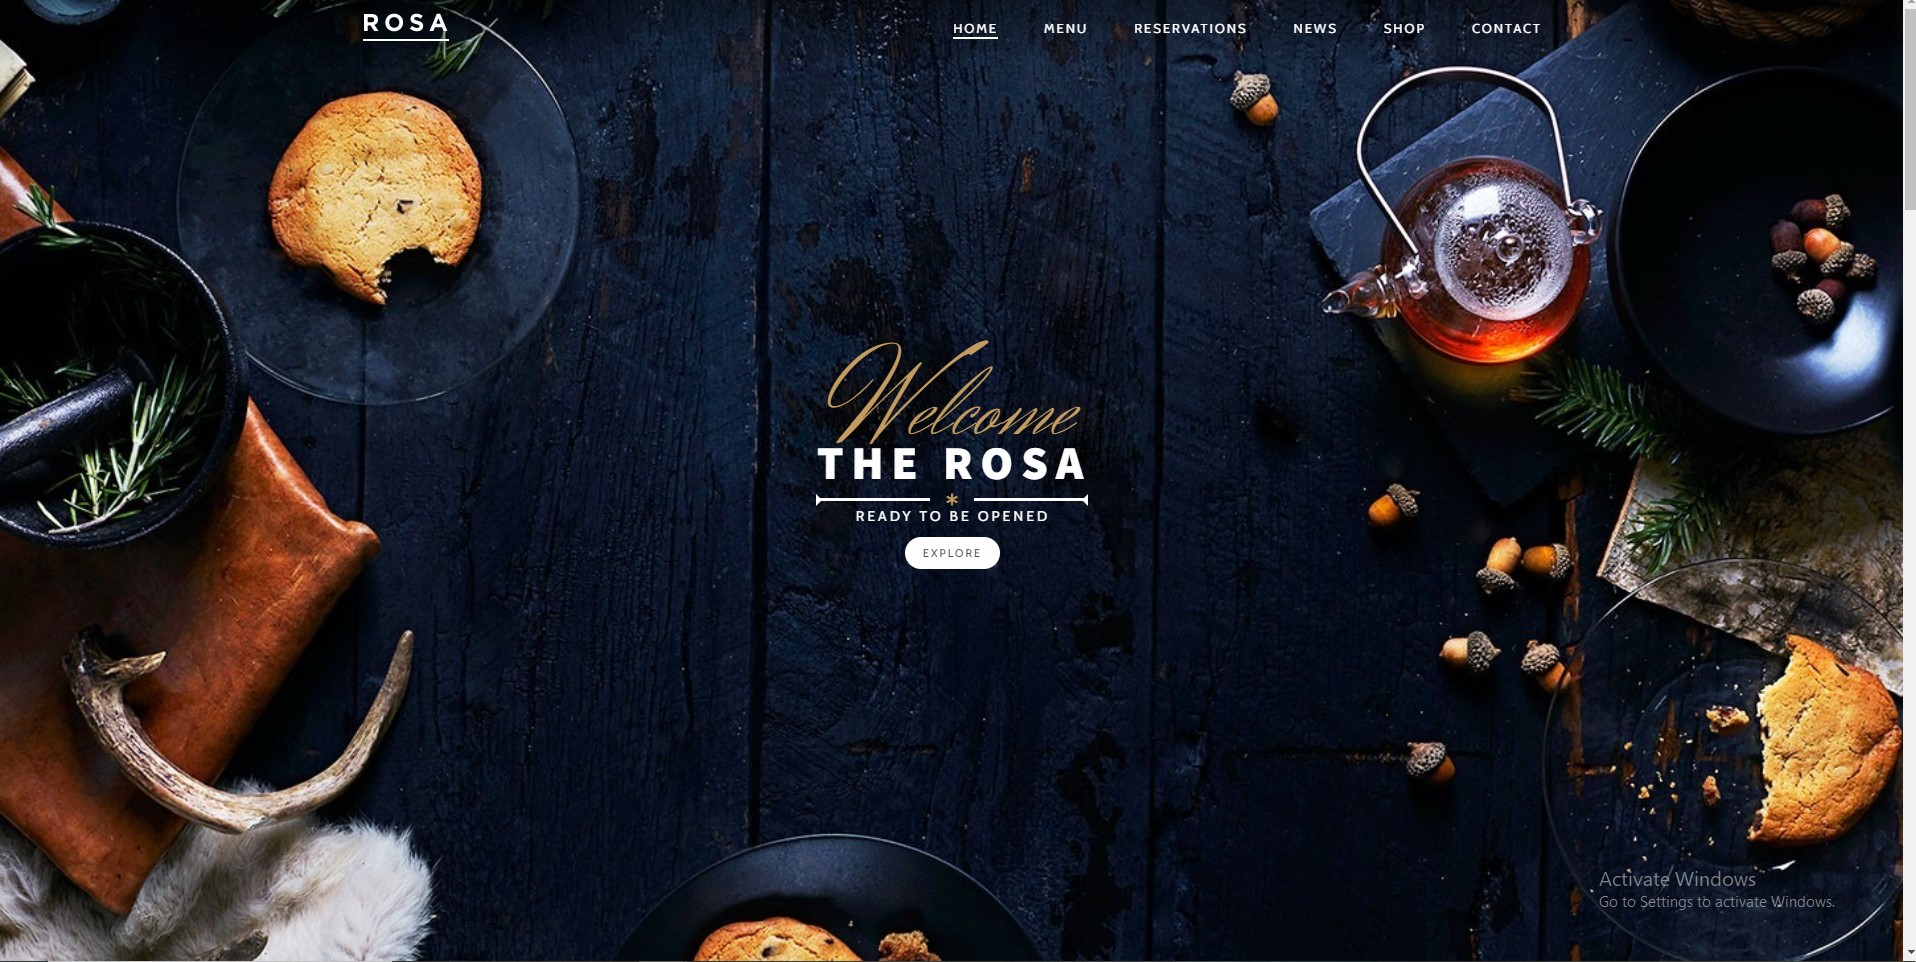 ROSA
HOME MENU RESERVATIONS NEWS SHOP CONTACT
Welcome
THE ROSA
*
READY TO BE OPENED
EXPLORE
Activate Windows
Go to Settings to activate Windows.